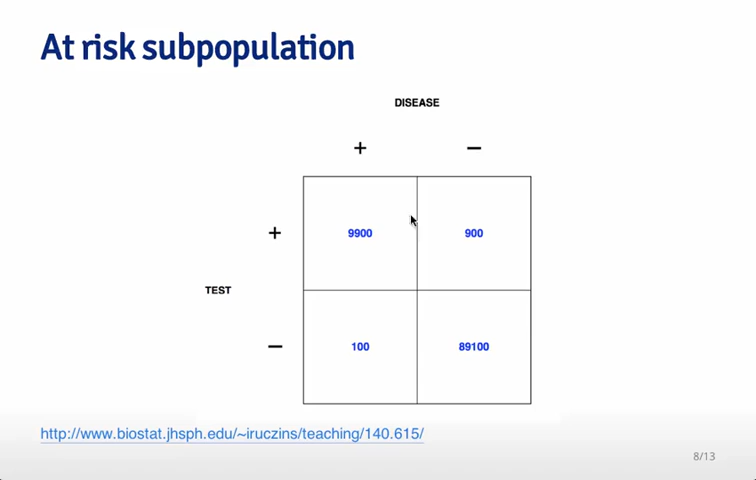 At risk subpopulation
DISEASE
+ −
+ 9900 900
TEST
− 100 89100
http://www.biostat.jhsph.edu/~iruczins/teaching/140.615/
8/13